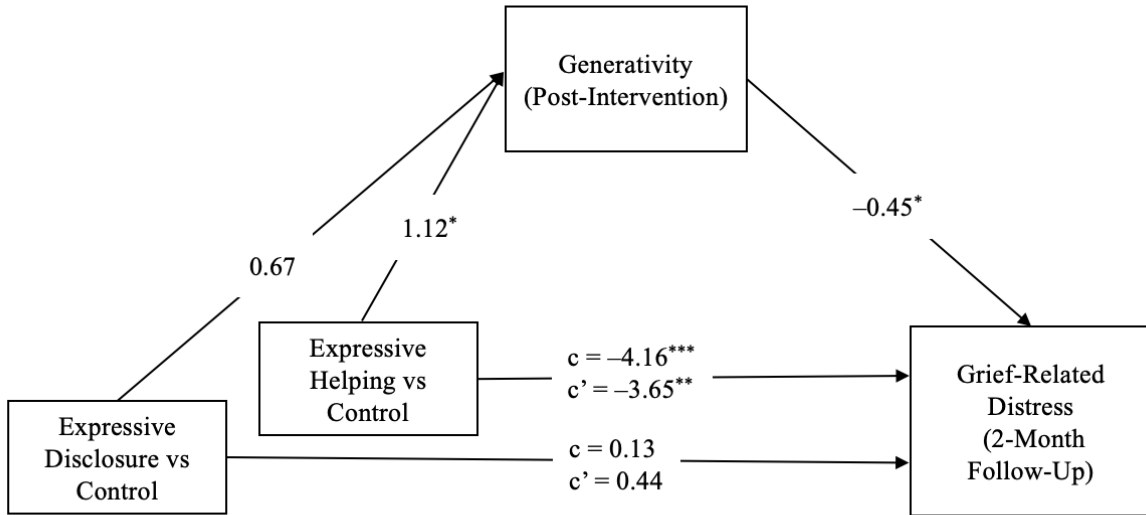 Generativity
(Post-Intervention)
–0.45*
1.12*
0.67
Expressive
Helping vs
Control
c = –4.16***
c’ = –3.65**
Grief-Related
Distress
(2-Month
Follow-Up)
Expressive
Disclosure vs
Control
c = 0.13
c’ = 0.44